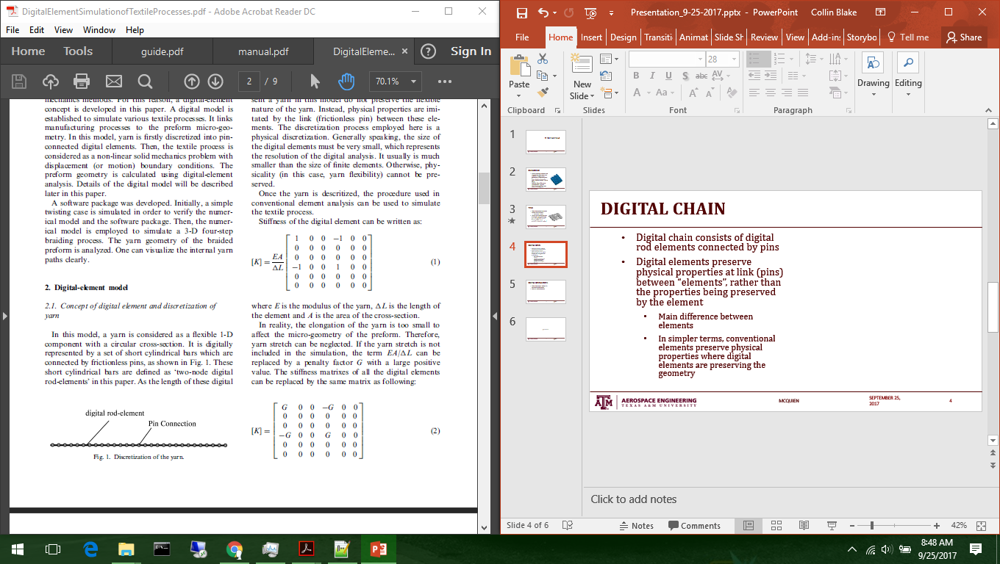 DigitalElementSimulationofTextileProcesses.pdf - Adobe Acrobat Reader DC
File Edit View Window Help
Home Tools guide.pdf manual.pdf DigitalEleme... × ? Sign In
2 / 9 70.1%
mechanics methods. For this reason, a digital-element
concept is developed in this paper. A digital model is
established to simulate various textile processes. It links
manufacturing processes to the preform micro-geo-
metry. In this model, yarn is firstly discretized into pin-
connected digital elements. Then, the textile process is
considered as a non-linear solid mechanics problem with
displacement (or motion) boundary conditions. The
preform geometry is calculated using digital-element
analysis. Details of the digital model will be described
later in this paper.
A software package was developed. Initially, a simple
twisting case is simulated in order to verify the numer-
ical model and the software package. Then, the numer-
ical model is employed to simulate a 3-D four-step
braiding process. The yarn geometry of the braided
preform is analyzed. One can visualize the internal yarn
paths clearly.
2. Digital-element model
2.1. Concept of digital element and discretization of
yarn
In this model, a yarn is considered as a flexible 1-D
component with a circular cross-section. It is digitally
represented by a set of short cylindrical bars which are
connected by frictionless pins, as shown in Fig. 1. These
short cylindrical bars are defined as ‘two-node digital
rod-elements’ in this paper. As the length of these digital
digital rod-element
Pin Connection
Fig. 1. Discretization of the yarn.
in this model do not preserve the flexible
nature of the yarn. Instead, physical properties are imi-
tated by the link (frictionless pin) between these ele-
ments. The discretization process employed here is a
physical discretization. Generally speaking, the size of
the digital elements must be very small, which represents
the resolution of the digital analysis. It usually is much
smaller than the size of finite elements. Otherwise, phy-
sicality (in this case, yarn flexibility) cannot be pre-
served.
Once the yarn is descritized, the procedure used in
conventional element analysis can be used to simulate
the textile process.
Stiffness of the digital element can be written as:
[K] = EA/ΔL
1 0 0 −1 0 0
0 0 0 0 0 0
0 0 0 0 0 0
−1 0 0 1 0 0
0 0 0 0 0 0
0 0 0 0 0 0
(1)
where E is the modulus of the yarn, ΔL is the length of
the element and A is the area of the cross-section.
In reality, the elongation of the yarn is too small to
affect the micro-geometry of the preform. Therefore,
yarn stretch can be neglected. If the yarn stretch is not
included in the simulation, the term EA/ΔL can be
replaced by a penalty factor G with a large positive
value. The stiffness matrixes of all the digital elements
can be replaced by the same matrix as following:
[K] =
G 0 0 −G 0 0
0 0 0 0 0 0
0 0 0 0 0 0
−G 0 0 G 0 0
0 0 0 0 0 0
0 0 0 0 0 0
(2)
Presentation_9-25-2017.pptx - PowerPoint Collin Blake
File Home Insert Design Transiti Animat Slide Sh Review View Add-in: Storybo Tell me Share
Paste
New
Slide
28
B I U S abc AV
A Aa A A
Drawing
Editing
Clipboard Slides Font Paragraph
1
2
3
4
5
6
DIGITAL CHAIN
• Digital chain consists of digital
rod elements connected by pins
• Digital elements preserve
physical properties at link (pins)
between “elements”, rather than
the properties being preserved
by the element
• Main difference between
elements
• In simpler terms, conventional
elements preserve physical
properties where digital
elements are preserving the
geometry
ATM AEROSPACE ENGINEERING
TEXAS A&M UNIVERSITY
MCQUIEN
SEPTEMBER 25,
2017
4
Click to add notes
Slide 4 of 6 Notes Comments 42%
8:48 AM
9/25/2017